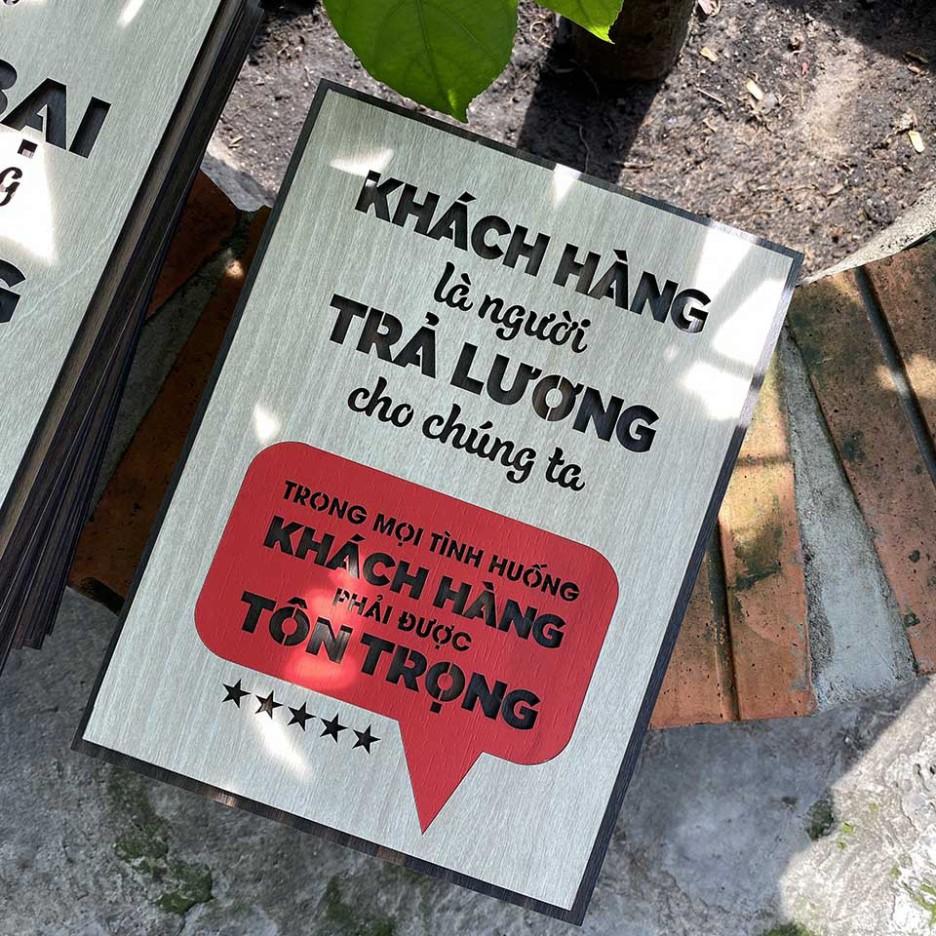 BẠI
KHÁCH HÀNG
là người
TRẢ LƯƠNG
cho chúng ta
TRONG MỌI TÌNH HUỐNG
KHÁCH HÀNG
PHẢI ĐƯỢC
TÔN TRỌNG